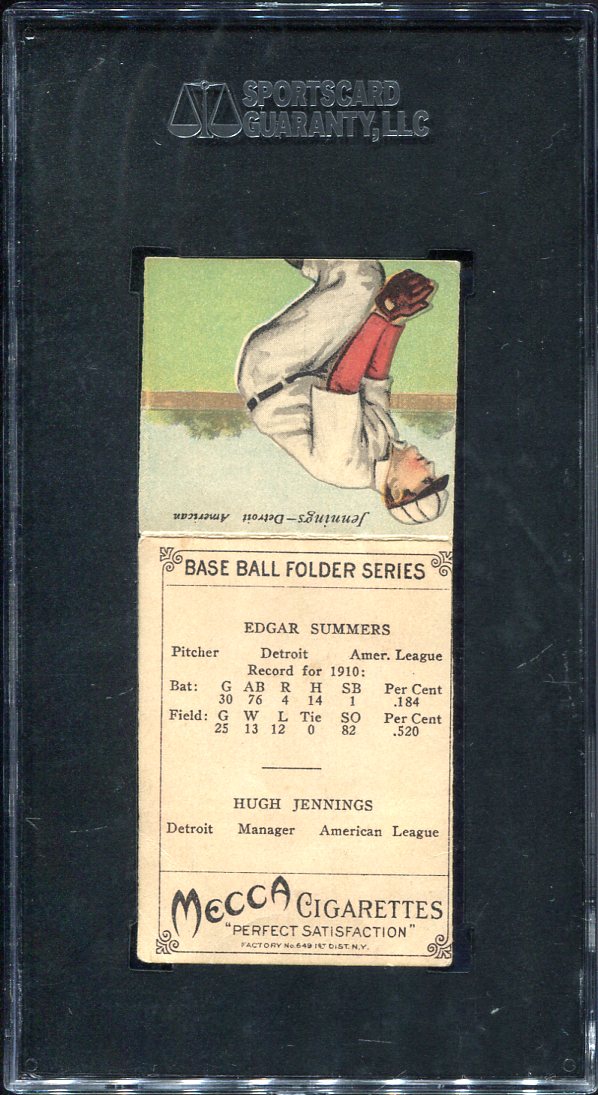 SPORTSCARD
GUARANTY, LLC
Jennings—Detroit American
BASE BALL FOLDER SERIES
EDGAR SUMMERS
Pitcher Detroit Amer. League
Record for 1910:
Bat: G AB R H SB Per Cent
30 76 4 14 1 .184
Field: G W L Tie SO Per Cent
25 13 12 0 82 .520
HUGH JENNINGS
Detroit Manager American League
MECCA CIGARETTES
"PERFECT SATISFACTION"
FACTORY No. 649 1ST DIST. N.Y.